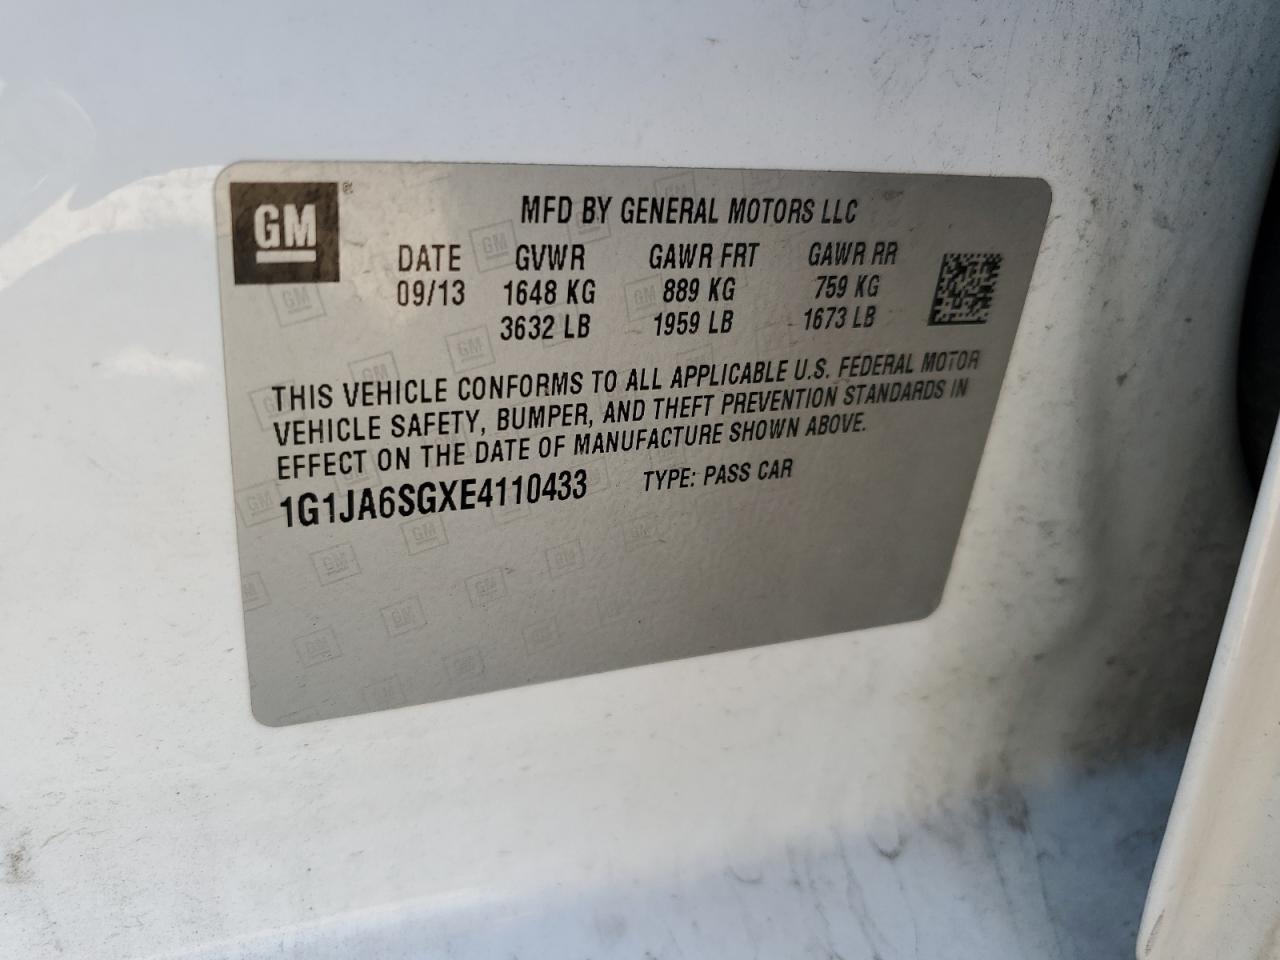 GM ®
MFD BY GENERAL MOTORS LLC
DATE GVWR GAWR FRT GAWR RR
09/13 1648 KG 889 KG 759 KG
3632 LB 1959 LB 1673 LB
THIS VEHICLE CONFORMS TO ALL APPLICABLE U.S. FEDERAL MOTOR
VEHICLE SAFETY, BUMPER, AND THEFT PREVENTION STANDARDS IN
EFFECT ON THE DATE OF MANUFACTURE SHOWN ABOVE.
1G1JA6SGXE4110433 TYPE: PASS CAR